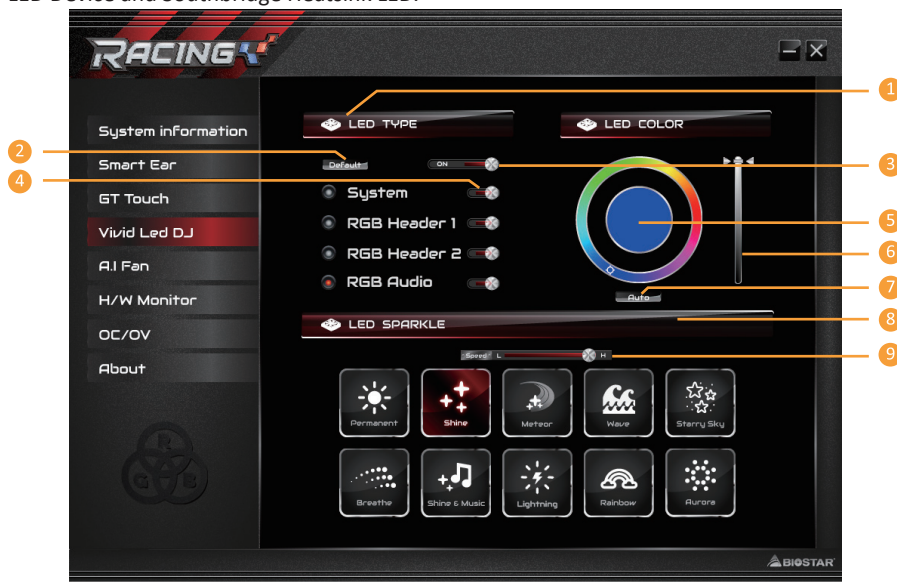 LED Device and Southbridge Heatsink LED.
RACING
System information
Smart Ear
GT Touch
Vivid Led DJ
A.I Fan
H/W Monitor
OC/OV
About
R
G B
LED TYPE
LED COLOR
Default
ON
System
RGB Header 1
RGB Header 2
RGB Audio
Auto
LED SPARKLE
Speed L H
Permanent
Shine
Meteor
Wave
Starry Sky
Breathe
Shine & Music
Lightning
Rainbow
Aurora
BIOSTAR
1
2
3
4
5
6
7
8
9